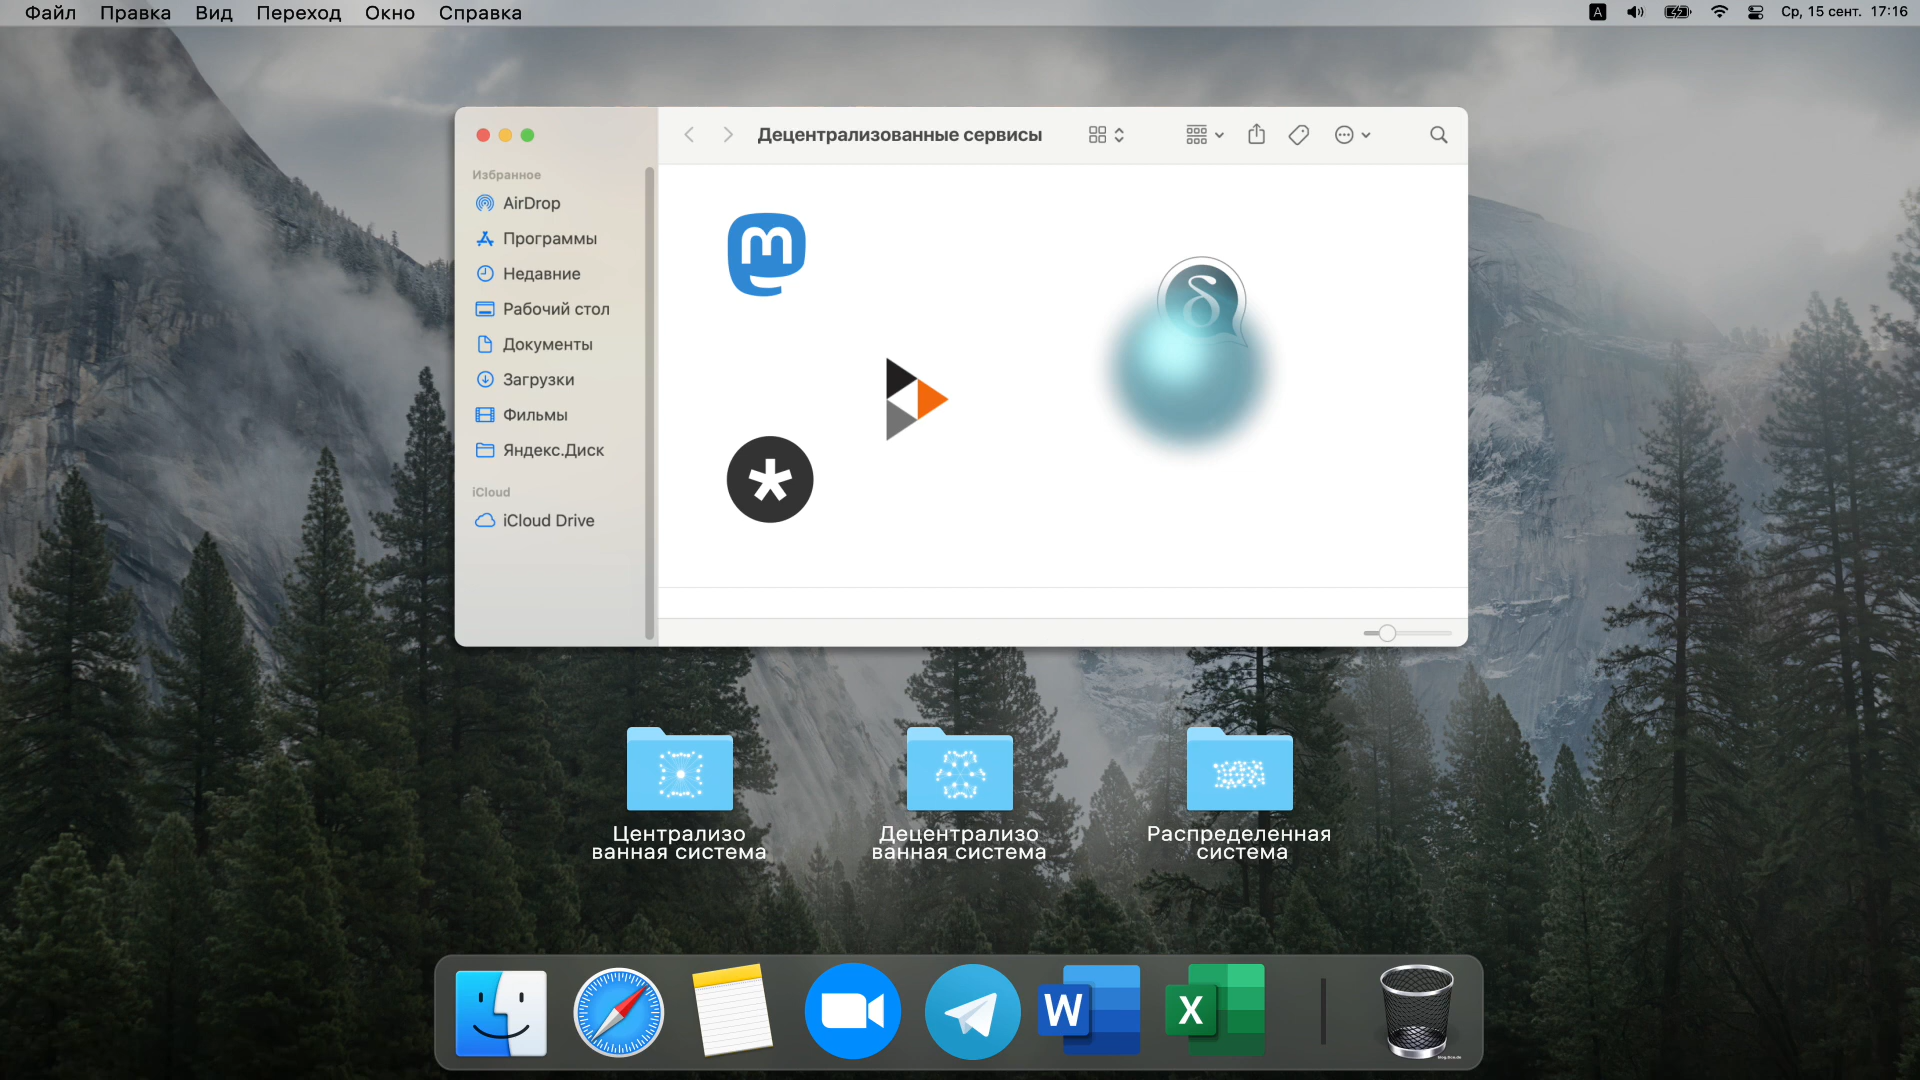 Файл Правка Вид Переход Окно Справка
A Ср, 15 сент. 17:16
Децентрализованные сервисы
Избранное
AirDrop
Программы
Недавние
Рабочий стол
Документы
Загрузки
Фильмы
Яндекс.Диск
iCloud
iCloud Drive
m
δ
*
Централизо
ванная система
Децентрализо
ванная система
Распределенная
система
W
X